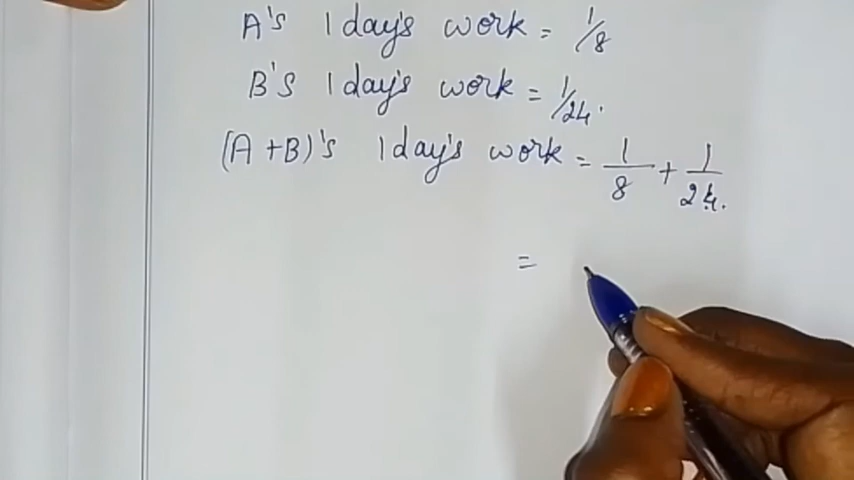 A's 1 day's work = 1/8
B's 1 day's work = 1/24.
(A+B)'s 1 day's work = 1/8 + 1/24.
=